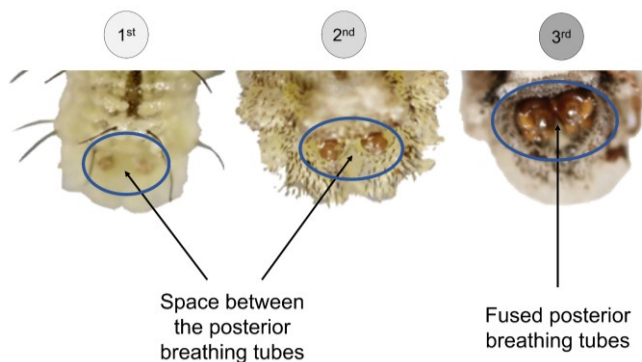 1st
2nd
3rd
Space between
the posterior
breathing tubes
Fused posterior
breathing tubes